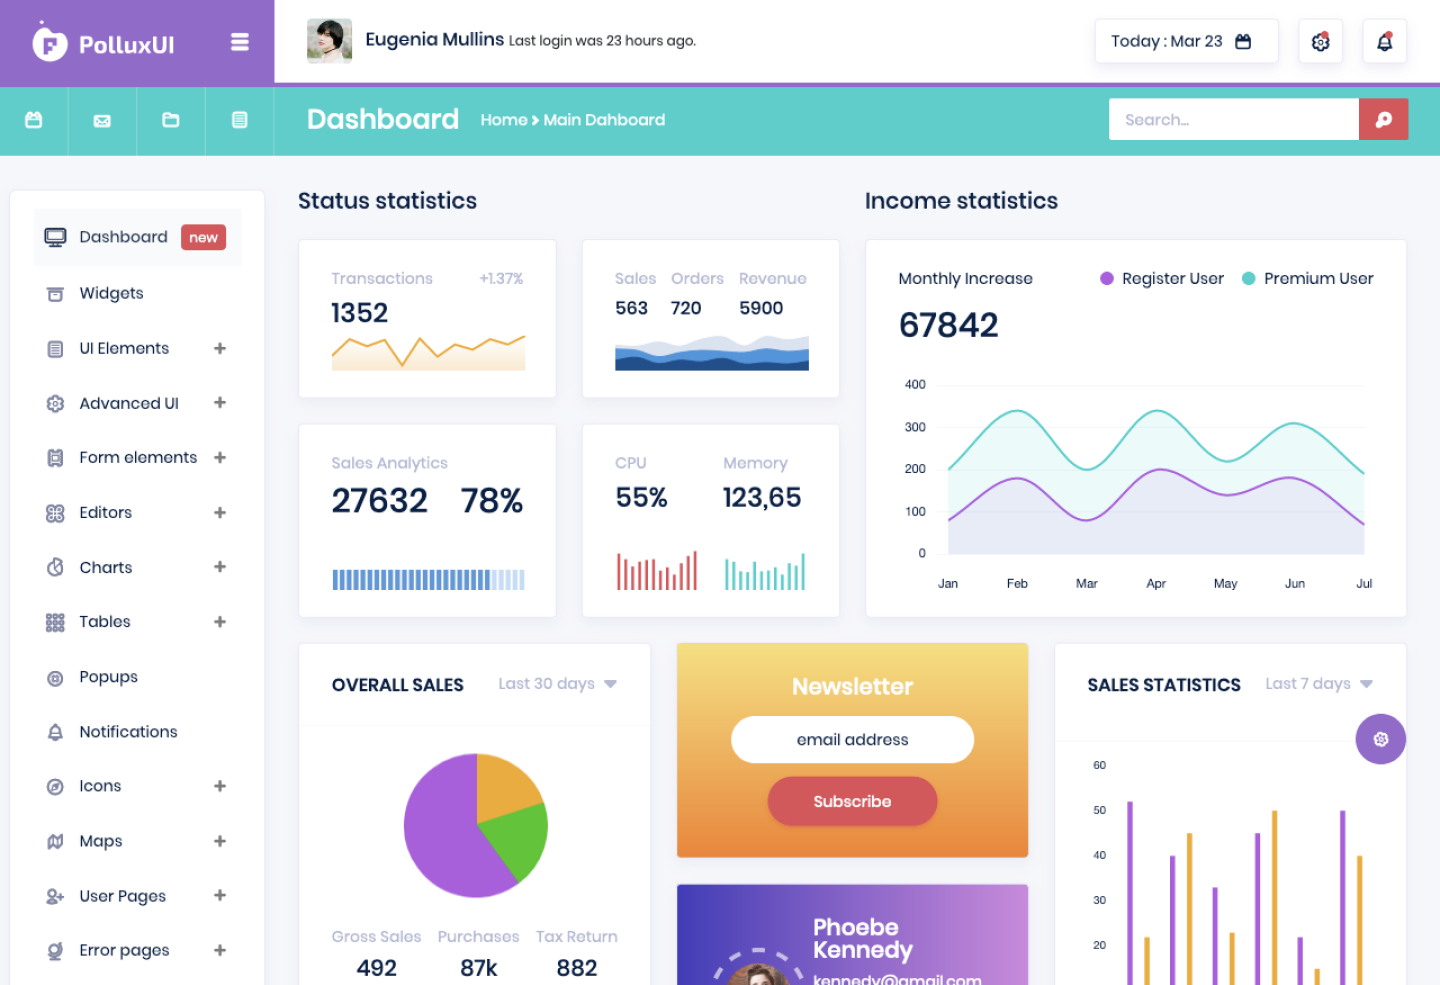 PolluxUI
Eugenia Mullins Last login was 23 hours ago.
Today : Mar 23
Dashboard
Home Main Dahboard
Search...
Dashboard new
Widgets
UI Elements
Advanced UI
Form elements
Editors
Charts
Tables
Popups
Notifications
Icons
Maps
User Pages
Error pages
Status statistics
Transactions +1.37%
1352
Sales Orders Revenue
563 720 5900
Sales Analytics
27632 78%
CPU Memory
55% 123,65
Income statistics
Monthly Increase Register User Premium User
67842
400
300
200
100
0
Jan Feb Mar Apr May Jun Jul
OVERALL SALES Last 30 days
Gross Sales Purchases Tax Return
492 87k 882
Newsletter
email address
Subscribe
Phoebe
Kennedy
kennedy@gmail.com
SALES STATISTICS Last 7 days
60
50
40
30
20